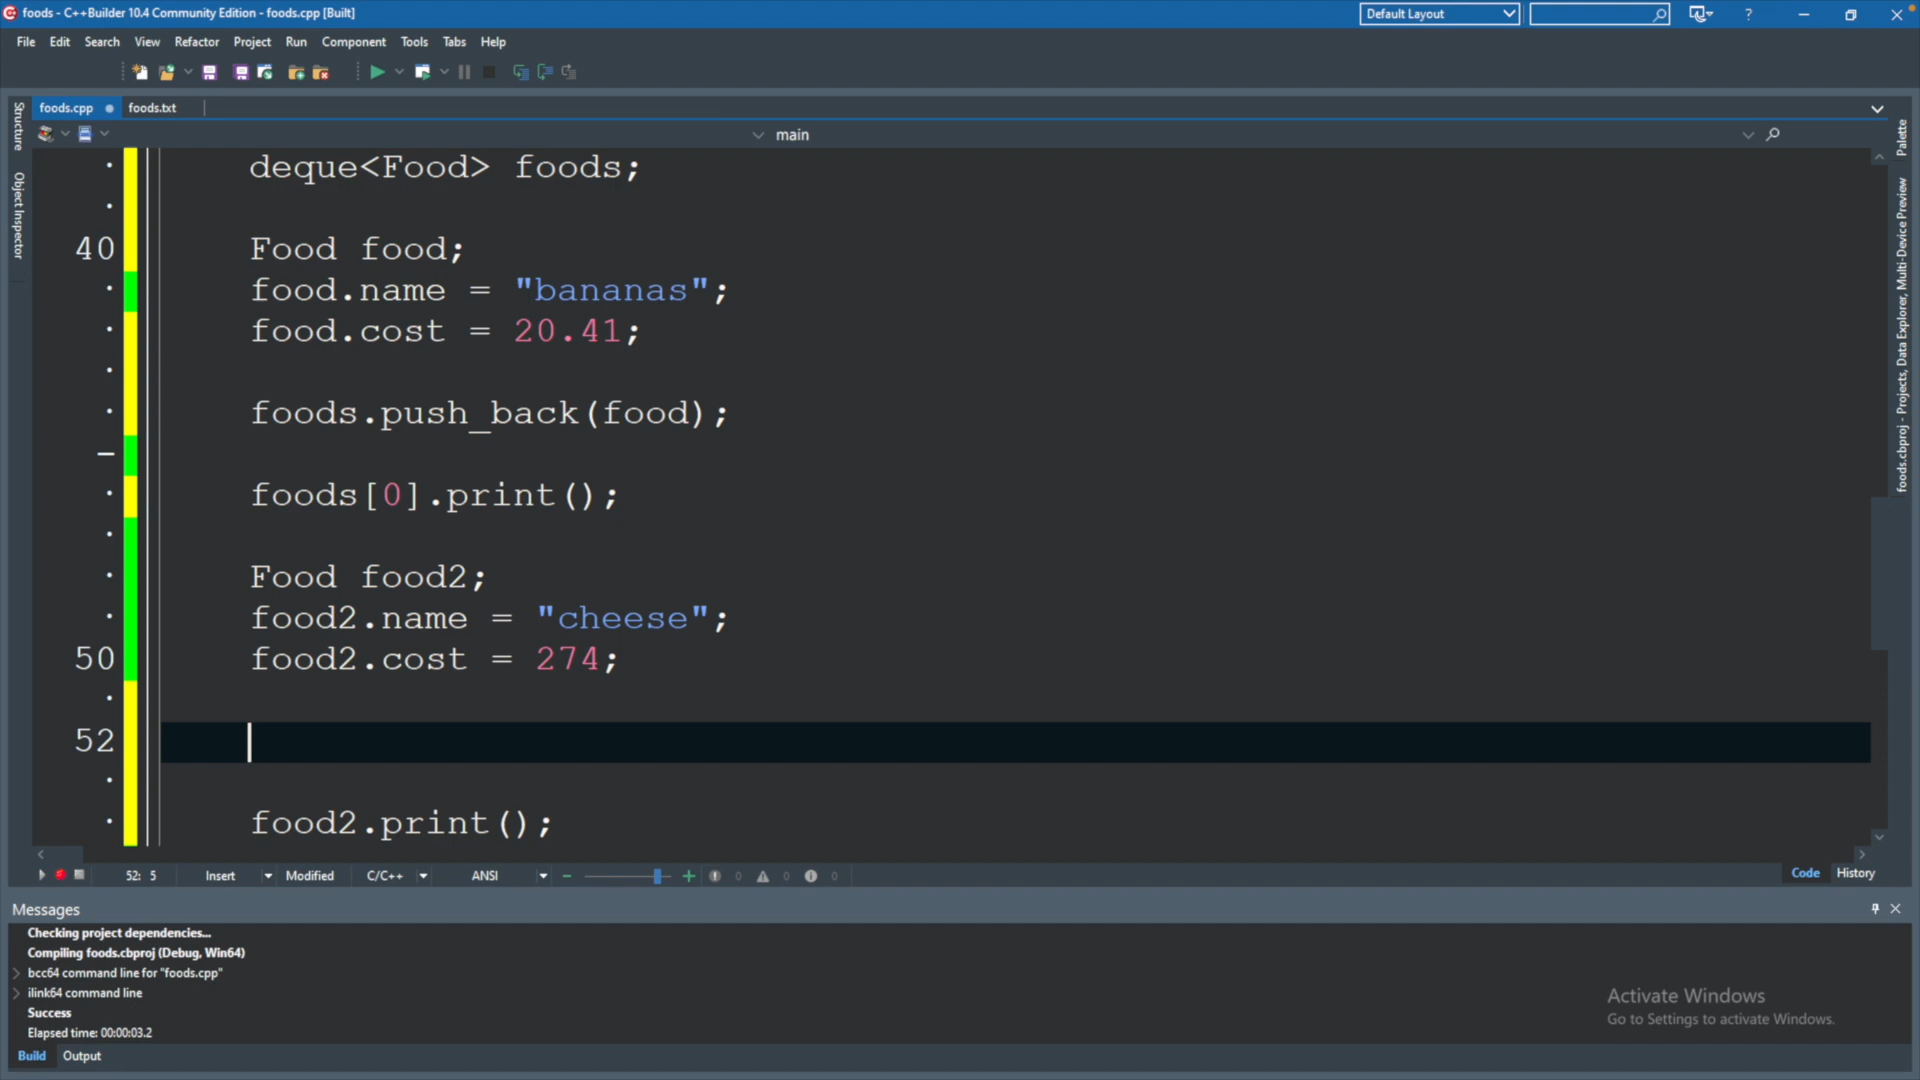 foods - C++Builder 10.4 Community Edition - foods.cpp [Built]
Default Layout
?
File Edit Search View Refactor Project Run Component Tools Tabs Help
foods.cpp foods.txt
main
Structure
Object Inspector
Palette
foods.cbproj - Projects, Data Explorer, Multi-Device Preview
deque<Food> foods;
40 Food food;
food.name = "bananas";
food.cost = 20.41;
foods.push_back(food);
foods[0].print();
Food food2;
food2.name = "cheese";
50 food2.cost = 274;
52
food2.print();
52: 5 Insert Modified C/C++ ANSI 0 0 0
Code History
Messages
Checking project dependencies...
Compiling foods.cbproj (Debug, Win64)
bcc64 command line for "foods.cpp"
ilink64 command line
Success
Elapsed time: 00:00:03.2
Activate Windows
Go to Settings to activate Windows.
Build Output